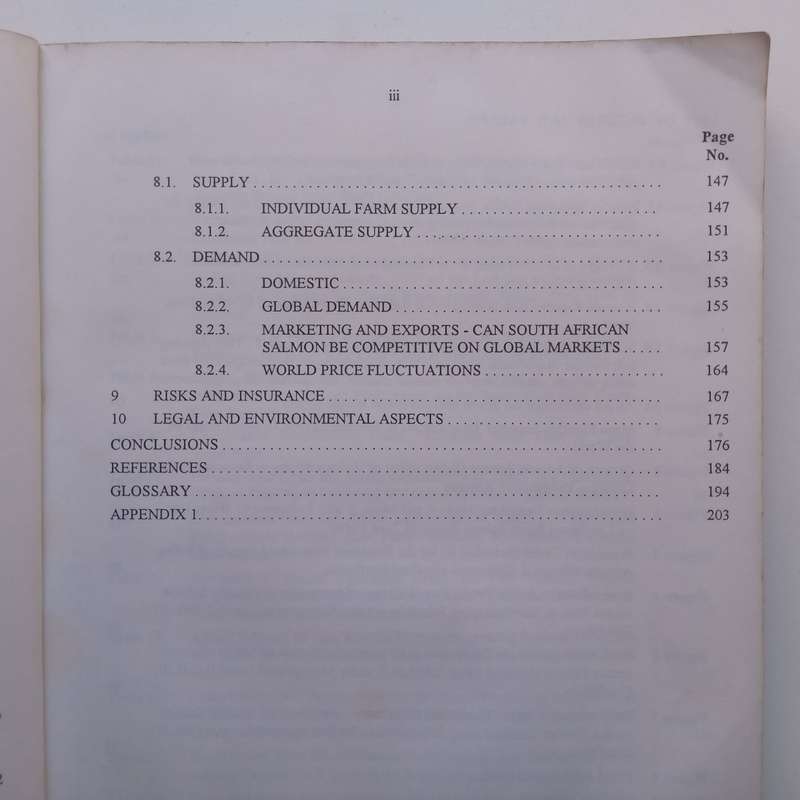 iii
Page
No.
8.1. SUPPLY . . . . . . . . . . . . . . . . . . . . . . . . . . . . . . . . . . . . . . . . . . . . . . . . . . . . 147
8.1.1. INDIVIDUAL FARM SUPPLY . . . . . . . . . . . . . . . . . . . . . . . . . 147
8.1.2. AGGREGATE SUPPLY . . . . . . . . . . . . . . . . . . . . . . . . . . . . . . . 151
8.2. DEMAND . . . . . . . . . . . . . . . . . . . . . . . . . . . . . . . . . . . . . . . . . . . . . . . . . . . 153
8.2.1. DOMESTIC . . . . . . . . . . . . . . . . . . . . . . . . . . . . . . . . . . . . . . . . . 153
8.2.2. GLOBAL DEMAND . . . . . . . . . . . . . . . . . . . . . . . . . . . . . . . . . . 155
8.2.3. MARKETING AND EXPORTS - CAN SOUTH AFRICAN
SALMON BE COMPETITIVE ON GLOBAL MARKETS . . . . . 157
8.2.4. WORLD PRICE FLUCTUATIONS . . . . . . . . . . . . . . . . . . . . . . . 164
9 RISKS AND INSURANCE . . . . . . . . . . . . . . . . . . . . . . . . . . . . . . . . . . . . . . . . . . 167
10 LEGAL AND ENVIRONMENTAL ASPECTS . . . . . . . . . . . . . . . . . . . . . . . . . . . 175
CONCLUSIONS . . . . . . . . . . . . . . . . . . . . . . . . . . . . . . . . . . . . . . . . . . . . . . . . . . . . . . . . 176
REFERENCES . . . . . . . . . . . . . . . . . . . . . . . . . . . . . . . . . . . . . . . . . . . . . . . . . . . . . . . . . 184
GLOSSARY . . . . . . . . . . . . . . . . . . . . . . . . . . . . . . . . . . . . . . . . . . . . . . . . . . . . . . . . . . . 194
APPENDIX 1. . . . . . . . . . . . . . . . . . . . . . . . . . . . . . . . . . . . . . . . . . . . . . . . . . . . . . . . . . 203